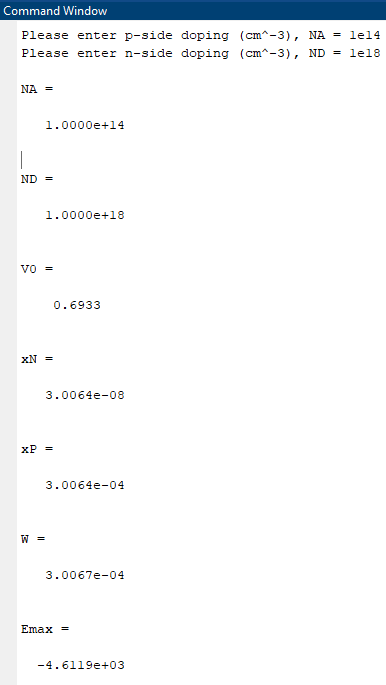 Command Window
Please enter p-side doping (cm^-3), NA = 1e14
Please enter n-side doping (cm^-3), ND = 1e18
NA =
1.0000e+14
ND =
1.0000e+18
V0 =
0.6933
xN =
3.0064e-08
xP =
3.0064e-04
W =
3.0067e-04
Emax =
-4.6119e+03